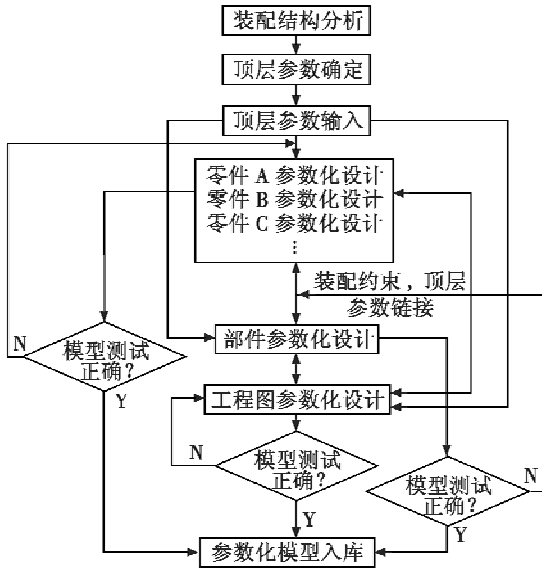 装配结构分析
顶层参数确定
顶层参数输入
零件 A 参数化设计
零件 B 参数化设计
零件 C 参数化设计
⋮
装配约束，顶层
参数链接
部件参数化设计
N
模型测试
正确?
Y
工程图参数化设计
N
模型测试
正确?
Y
模型测试
正确?
N
Y
参数化模型入库